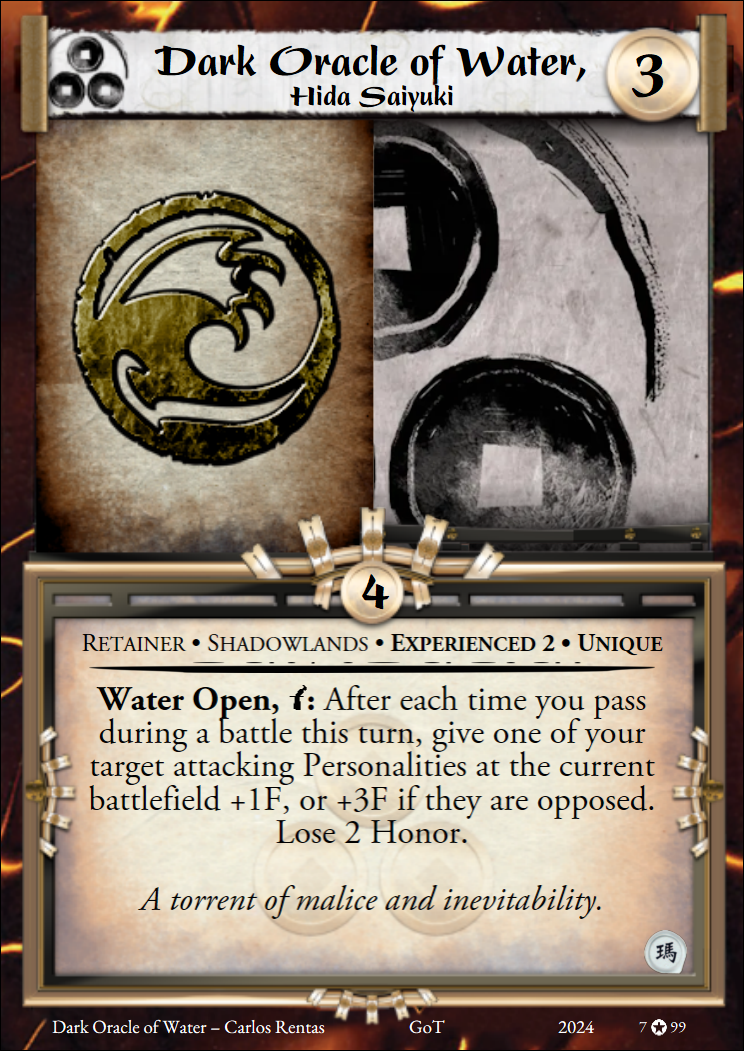 Dark Oracle of Water,
Hida Saiyuki
3
4
Retainer • Shadowlands • Experienced 2 • Unique
Water Open, : After each time you pass
during a battle this turn, give one of your
target attacking Personalities at the current
battlefield +1F, or +3F if they are opposed.
Lose 2 Honor.
A torrent of malice and inevitability.
瑪
Dark Oracle of Water – Carlos Rentas GoT 2024 7 ✪ 99